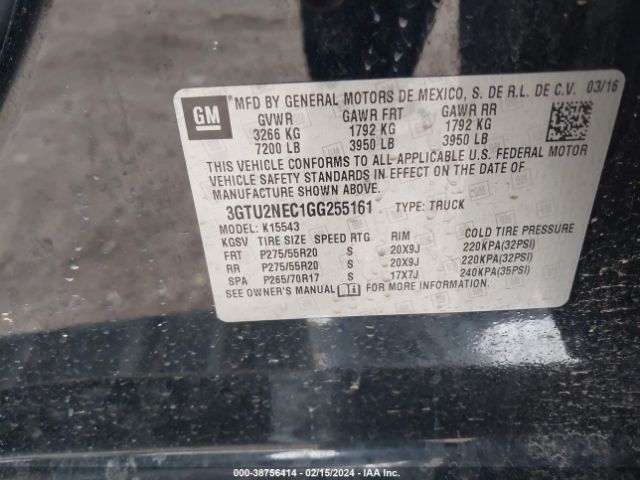 GM
MFD BY GENERAL MOTORS DE MEXICO, S. DE R.L. DE C.V. 03/16
GVWR GAWR FRT GAWR RR
3266 KG 1792 KG 1792 KG
7200 LB 3950 LB 3950 LB
THIS VEHICLE CONFORMS TO ALL APPLICABLE U.S. FEDERAL MOTOR
VEHICLE SAFETY STANDARDS IN EFFECT ON THE DATE OF
MANUFACTURE SHOWN ABOVE.
3GTU2NEC1GG255161 TYPE: TRUCK
MODEL: K15543
KGSV TIRE SIZE SPEED RTG RIM COLD TIRE PRESSURE
FRT P275/55R20 S 20X9J 220KPA(32PSI)
RR P275/55R20 S 20X9J 220KPA(32PSI)
SPA P265/70R17 S 17X7J 240KPA(35PSI)
SEE OWNER'S MANUAL FOR MORE INFORMATION.
000-38756414 - 02/15/2024 - IAA Inc.